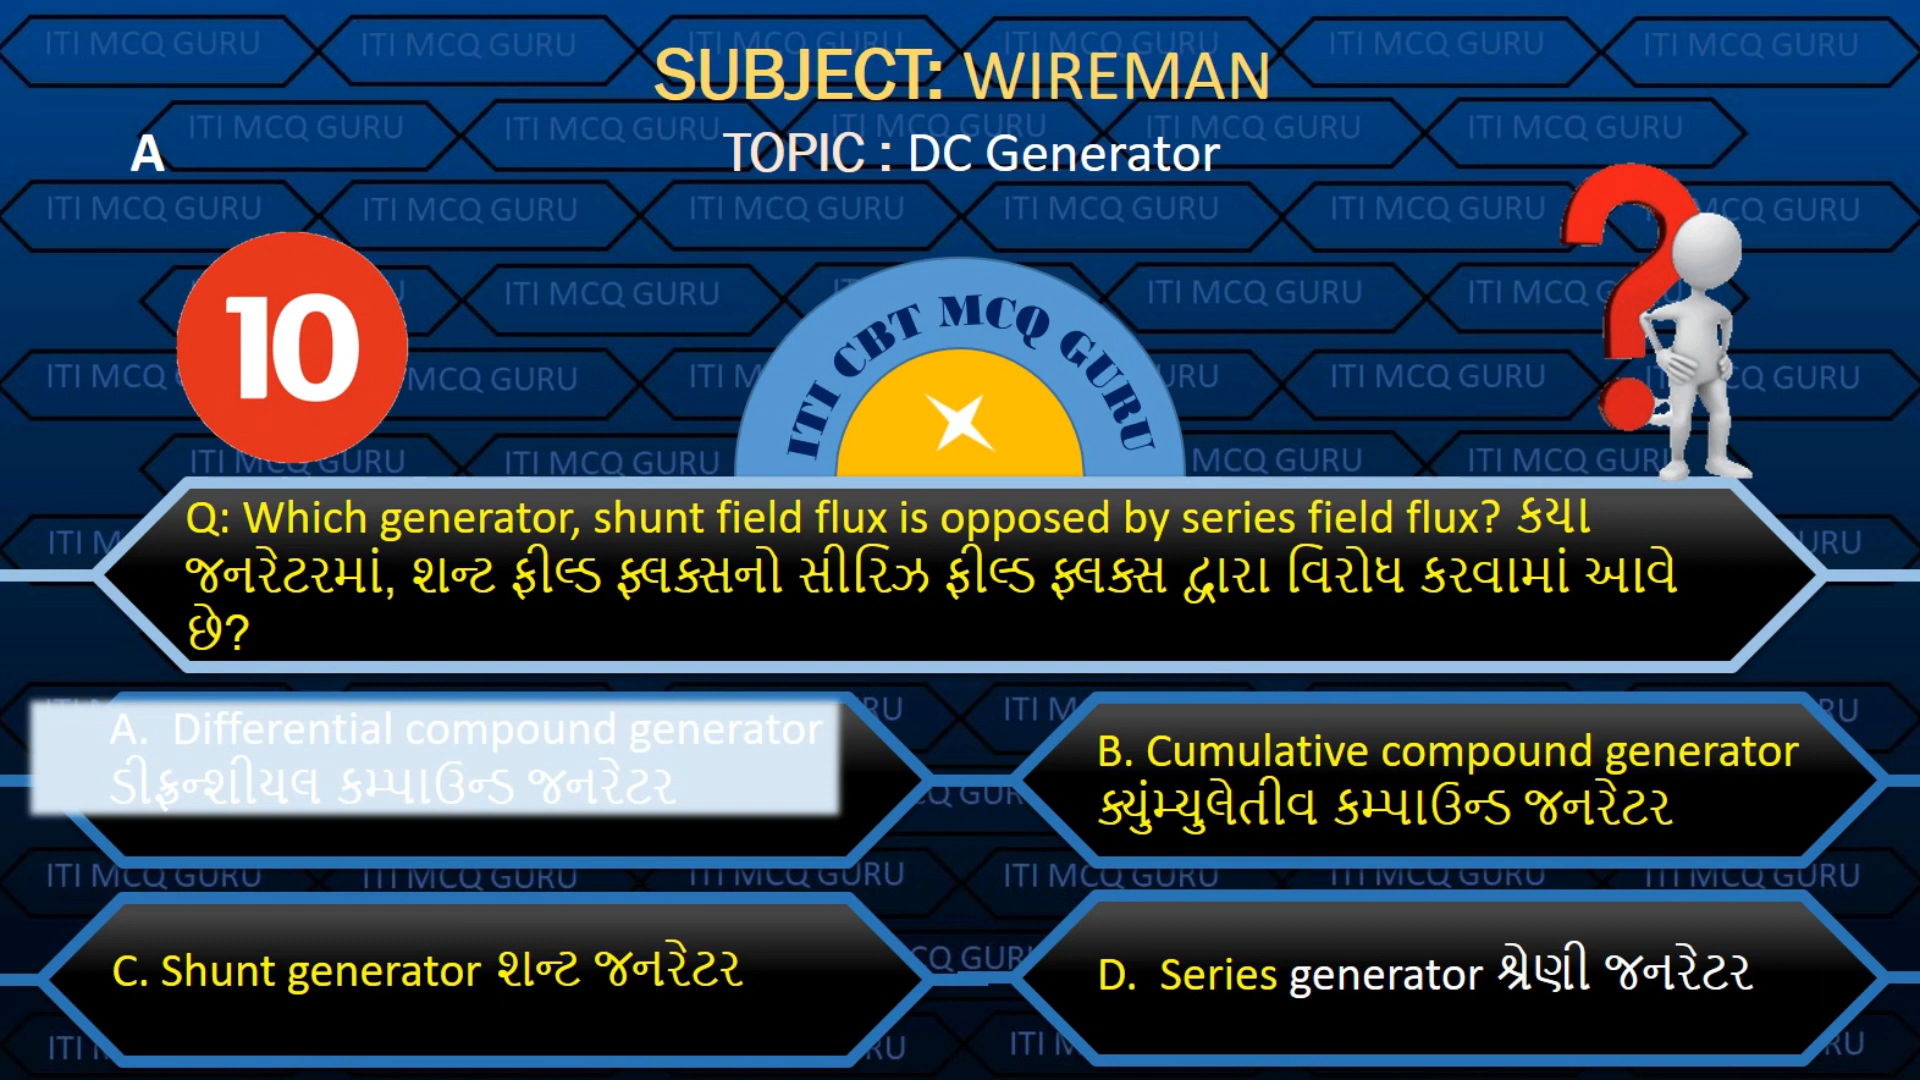 SUBJECT: WIREMAN
A
TOPIC : DC Generator
10
ITI CBT MCQ GURU
Q: Which generator, shunt field flux is opposed by series field flux? કયા
જનરેટરમાં, શન્ટ ફીલ્ડ ફ્લક્સનો સીરિઝ ફીલ્ડ ફ્લક્સ દ્વારા વિરોધ કરવામાં આવે
છે?
A. Differential compound generator
ડીફ્રન્શીયલ કમ્પાઉન્ડ જનરેટર
B. Cumulative compound generator
ક્યુંમ્યુલેતીવ કમ્પાઉન્ડ જનરેટર
C. Shunt generator શન્ટ જનરેટર
D. Series generator શ્રેણી જનરેટર